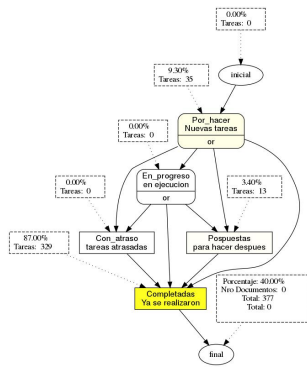 0.00%
Tareas: 0
inicial
9.30%
Tareas: 35
Por_hacer
Nuevas tareas
or
0.00%
Tareas: 0
En_progreso
en ejecucion
or
0.00%
Tareas: 0
3.40%
Tareas: 13
Con_atraso
tareas atrasadas
Pospuestas
para hacer despues
87.00%
Tareas: 329
Completadas
Ya se realizaron
Porcentaje: 40.00%
Nro Documentos: 0
Total: 377
Total: 0
final